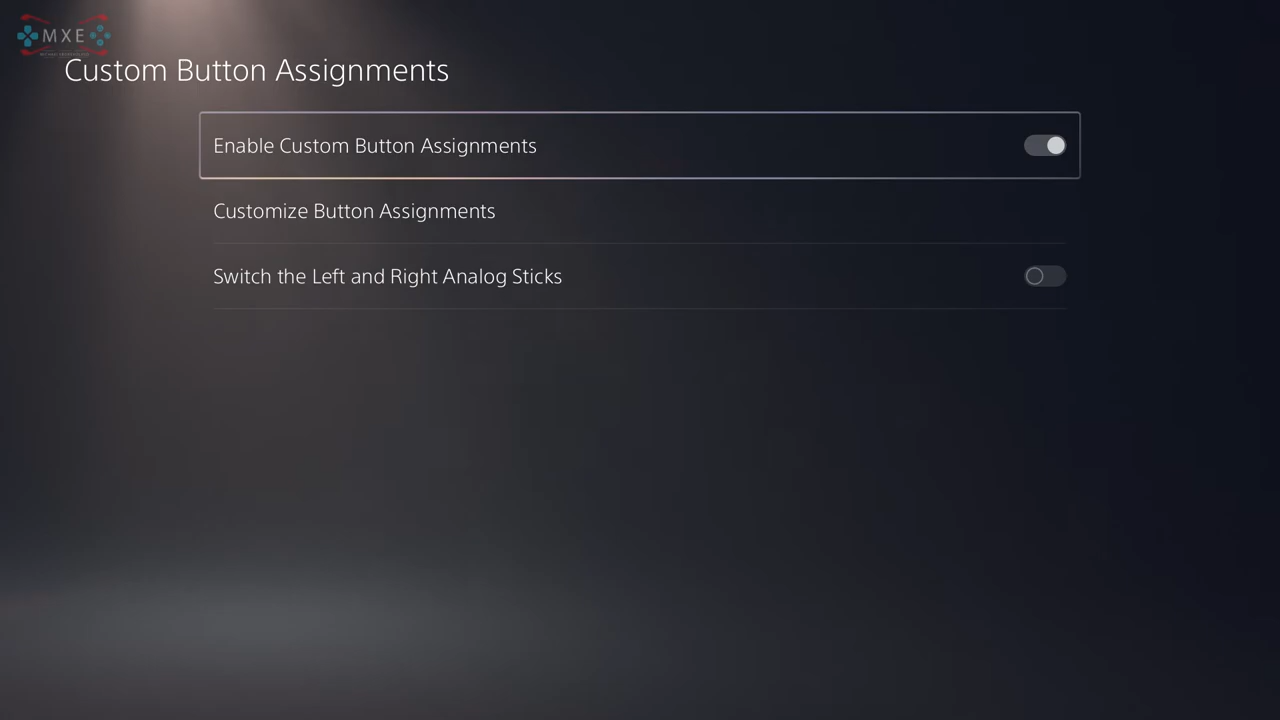 MXE
Custom Button Assignments
Enable Custom Button Assignments
Customize Button Assignments
Switch the Left and Right Analog Sticks